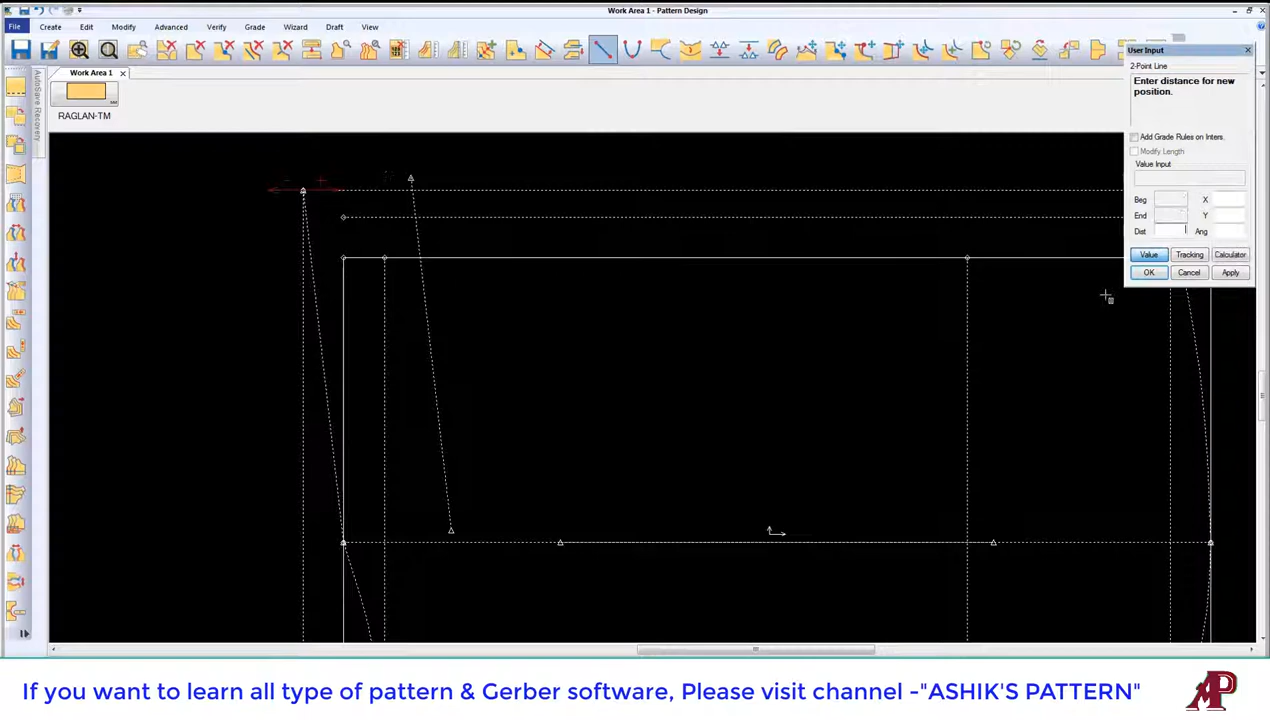 Work Area 1 - Pattern Design
File Create Edit Modify Advanced Verify Grade Wizard Draft View
Work Area 1
RAGLAN-TM
AutoSave Recovery
User Input
2-Point Line
Enter distance for new
position.
Add Grade Rules on Inters.
Modify Length
Value Input
Beg X
End Y
Dist Ang
Value Tracking Calculator
OK Cancel Apply
If you want to learn all type of pattern & Gerber software, Please visit channel -"ASHIK'S PATTERN"
AP